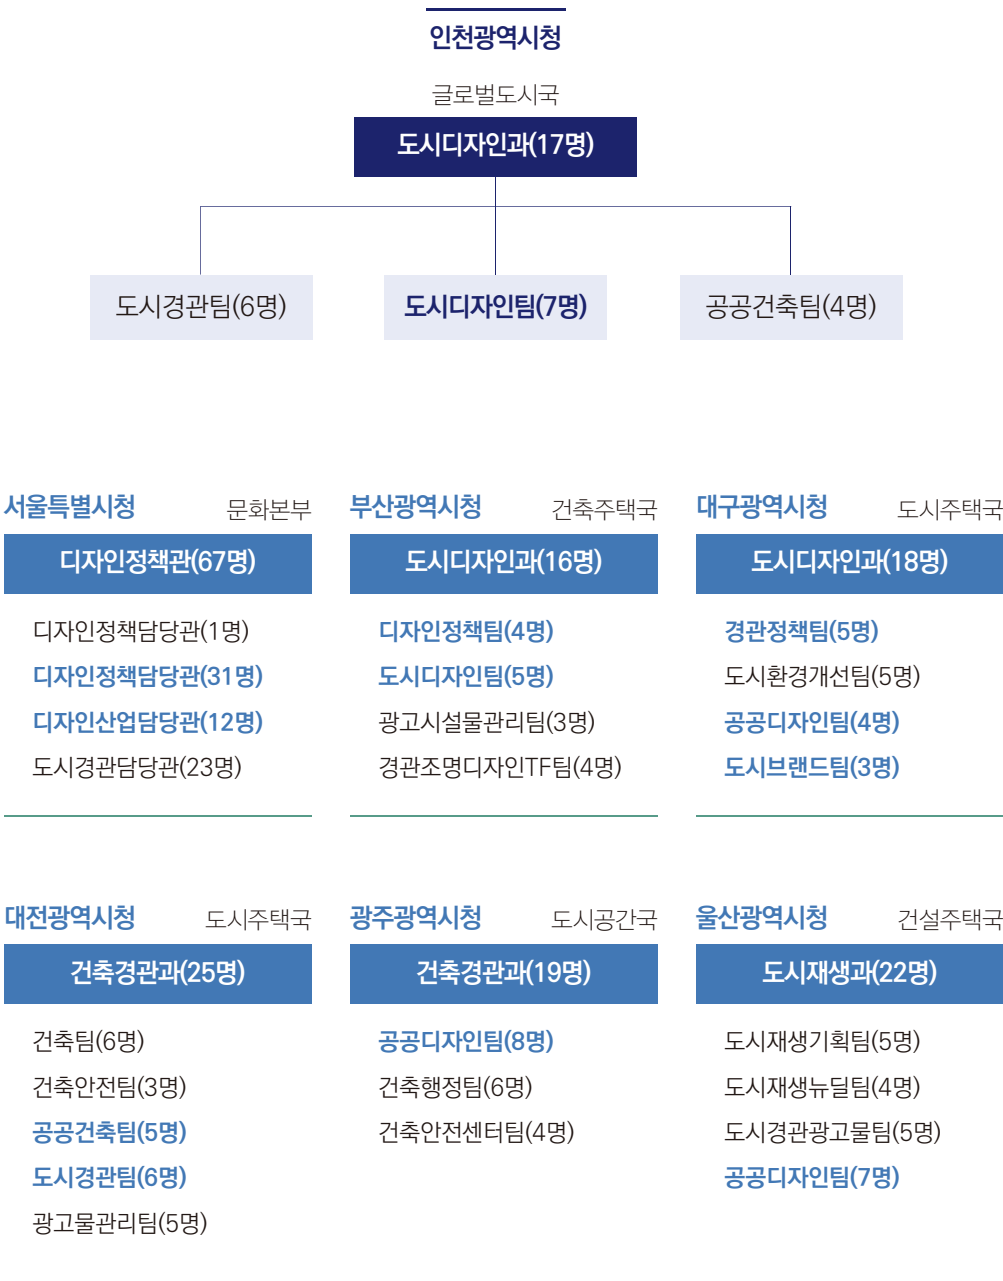 인천광역시청
글로벌도시국
도시디자인과(17명)
도시경관팀(6명)
도시디자인팀(7명)
공공건축팀(4명)
서울특별시청 문화본부
디자인정책관(67명)
디자인정책담당관(1명)
디자인정책담당관(31명)
디자인산업담당관(12명)
도시경관담당관(23명)
부산광역시청 건축주택국
도시디자인과(16명)
디자인정책팀(4명)
도시디자인팀(5명)
광고시설물관리팀(3명)
경관조명디자인TF팀(4명)
대구광역시청 도시주택국
도시디자인과(18명)
경관정책팀(5명)
도시환경개선팀(5명)
공공디자인팀(4명)
도시브랜드팀(3명)
대전광역시청 도시주택국
건축경관과(25명)
건축팀(6명)
건축안전팀(3명)
공공건축팀(5명)
도시경관팀(6명)
광고물관리팀(5명)
광주광역시청 도시공간국
건축경관과(19명)
공공디자인팀(8명)
건축행정팀(6명)
건축안전센터팀(4명)
울산광역시청 건설주택국
도시재생과(22명)
도시재생기획팀(5명)
도시재생뉴딜팀(4명)
도시경관광고물팀(5명)
공공디자인팀(7명)